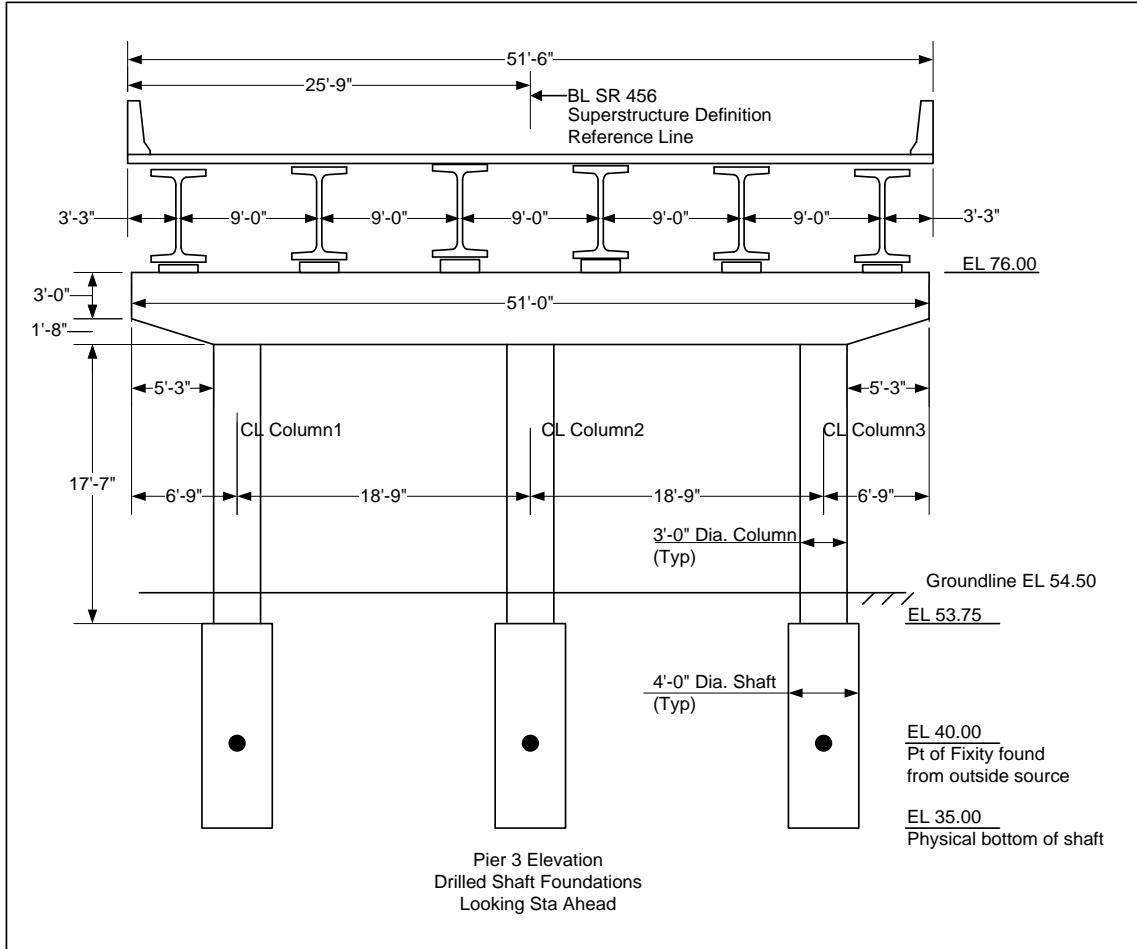 51'-6"
25'-9"
BL SR 456
Superstructure Definition
Reference Line
3'-3"
9'-0"
9'-0"
9'-0"
9'-0"
9'-0"
3'-3"
EL 76.00
3'-0"
51'-0"
1'-8"
5'-3"
5'-3"
CL Column1
CL Column2
CL Column3
17'-7"
6'-9"
18'-9"
18'-9"
6'-9"
3'-0" Dia. Column
(Typ)
Groundline EL 54.50
EL 53.75
4'-0" Dia. Shaft
(Typ)
EL 40.00
Pt of Fixity found
from outside source
EL 35.00
Physical bottom of shaft
Pier 3 Elevation
Drilled Shaft Foundations
Looking Sta Ahead